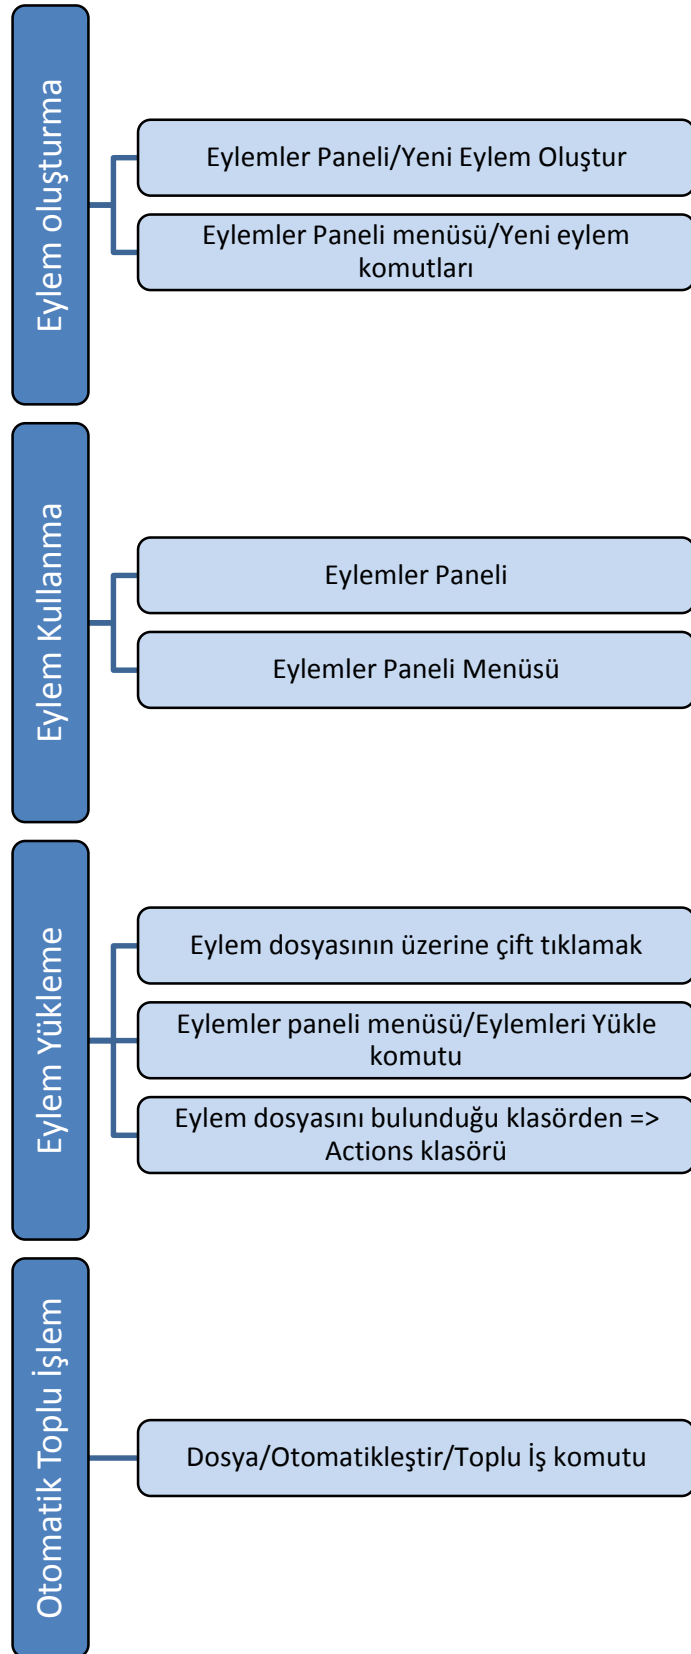 Eylem oluşturma
Eylemler Paneli/Yeni Eylem Oluştur
Eylemler Paneli menüsü/Yeni eylem
komutları
Eylem Kullanma
Eylemler Paneli
Eylemler Paneli Menüsü
Eylem Yükleme
Eylem dosyasının üzerine çift tıklamak
Eylemler paneli menüsü/Eylemleri Yükle
komutu
Eylem dosyasını bulunduğu klasörden =>
Actions klasörü
Otomatik Toplu İşlem
Dosya/Otomatikleştir/Toplu İş komutu